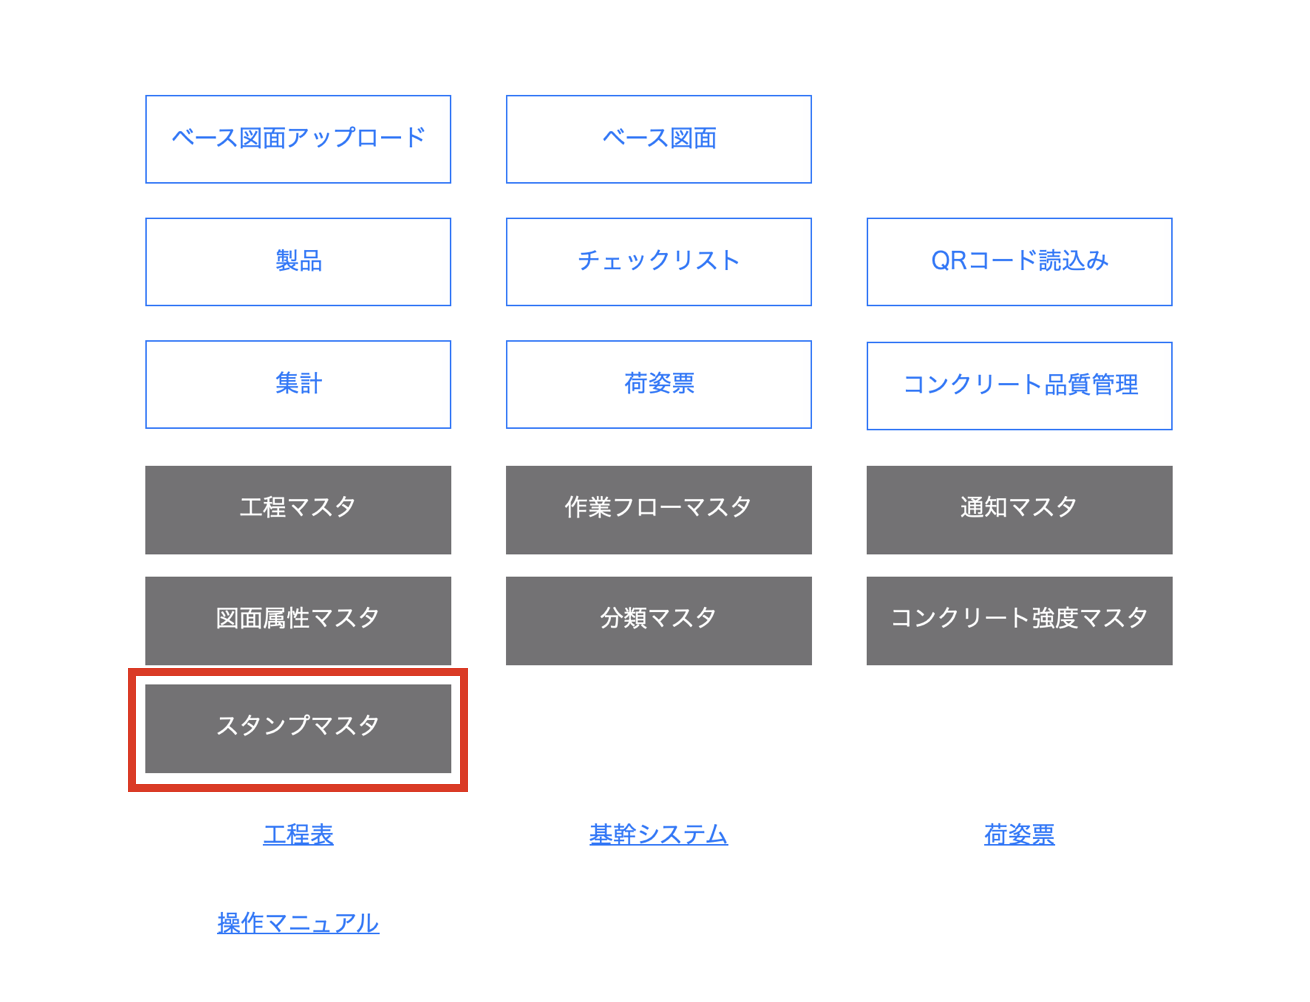 ベース図面アップロード
ベース図面
製品
チェックリスト
QRコード読込み
集計
荷姿票
コンクリート品質管理
工程マスタ
作業フローマスタ
通知マスタ
図面属性マスタ
分類マスタ
コンクリート強度マスタ
スタンプマスタ
工程表
基幹システム
荷姿票
操作マニュアル